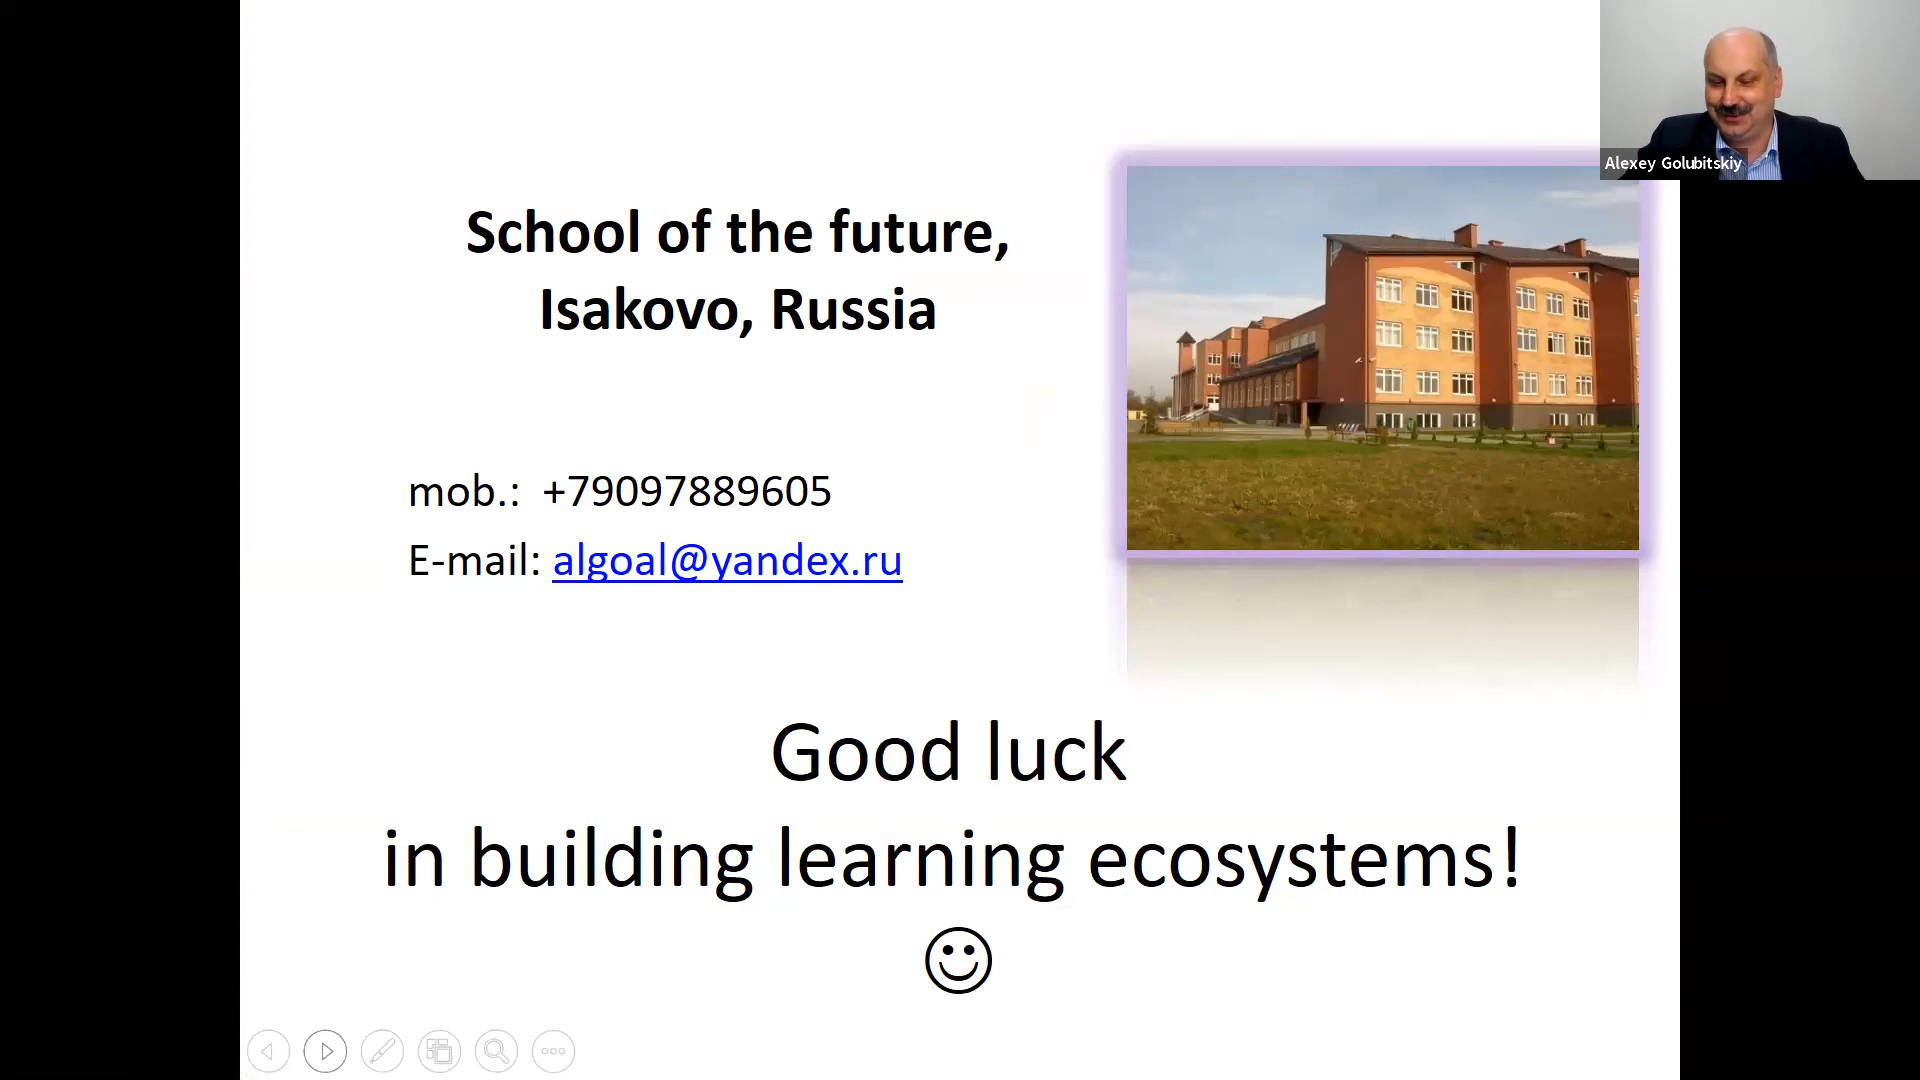 Alexey Golubitskiy
School of the future,
Isakovo, Russia
mob.: +79097889605
E-mail: algoal@yandex.ru
Good luck
in building learning ecosystems!